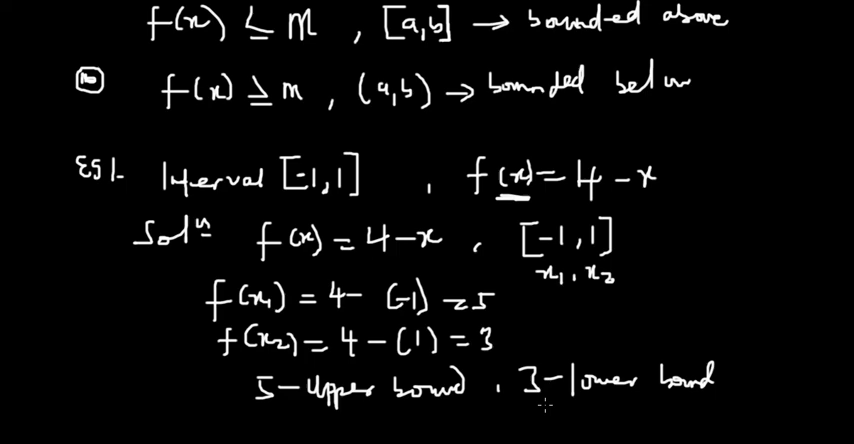 f(x) ≤ M , [a,b] → bounded above
f(x) ≥ m , (a,b) → bounded below
Interval [-1,1] , f(x) = 4-x
Solⁿ f(x) = 4-x , [-1,1]
x₁, x₂
f(x₁) = 4- (-1) = 5
f(x₂) = 4-(1) = 3
5-upper bound , 3-lower bound